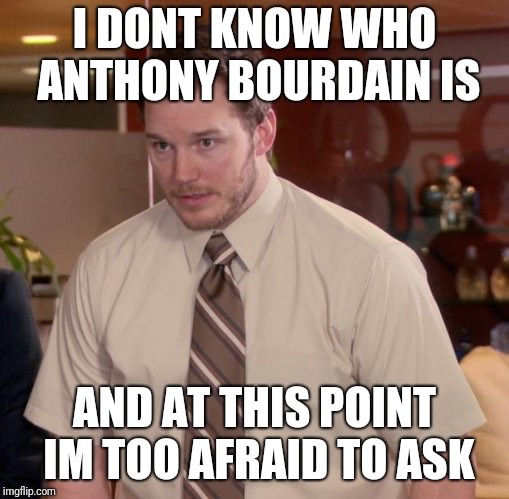 I DONT KNOW WHO
ANTHONY BOURDAIN IS
AND AT THIS POINT
IM TOO AFRAID TO ASK
imgflip.com